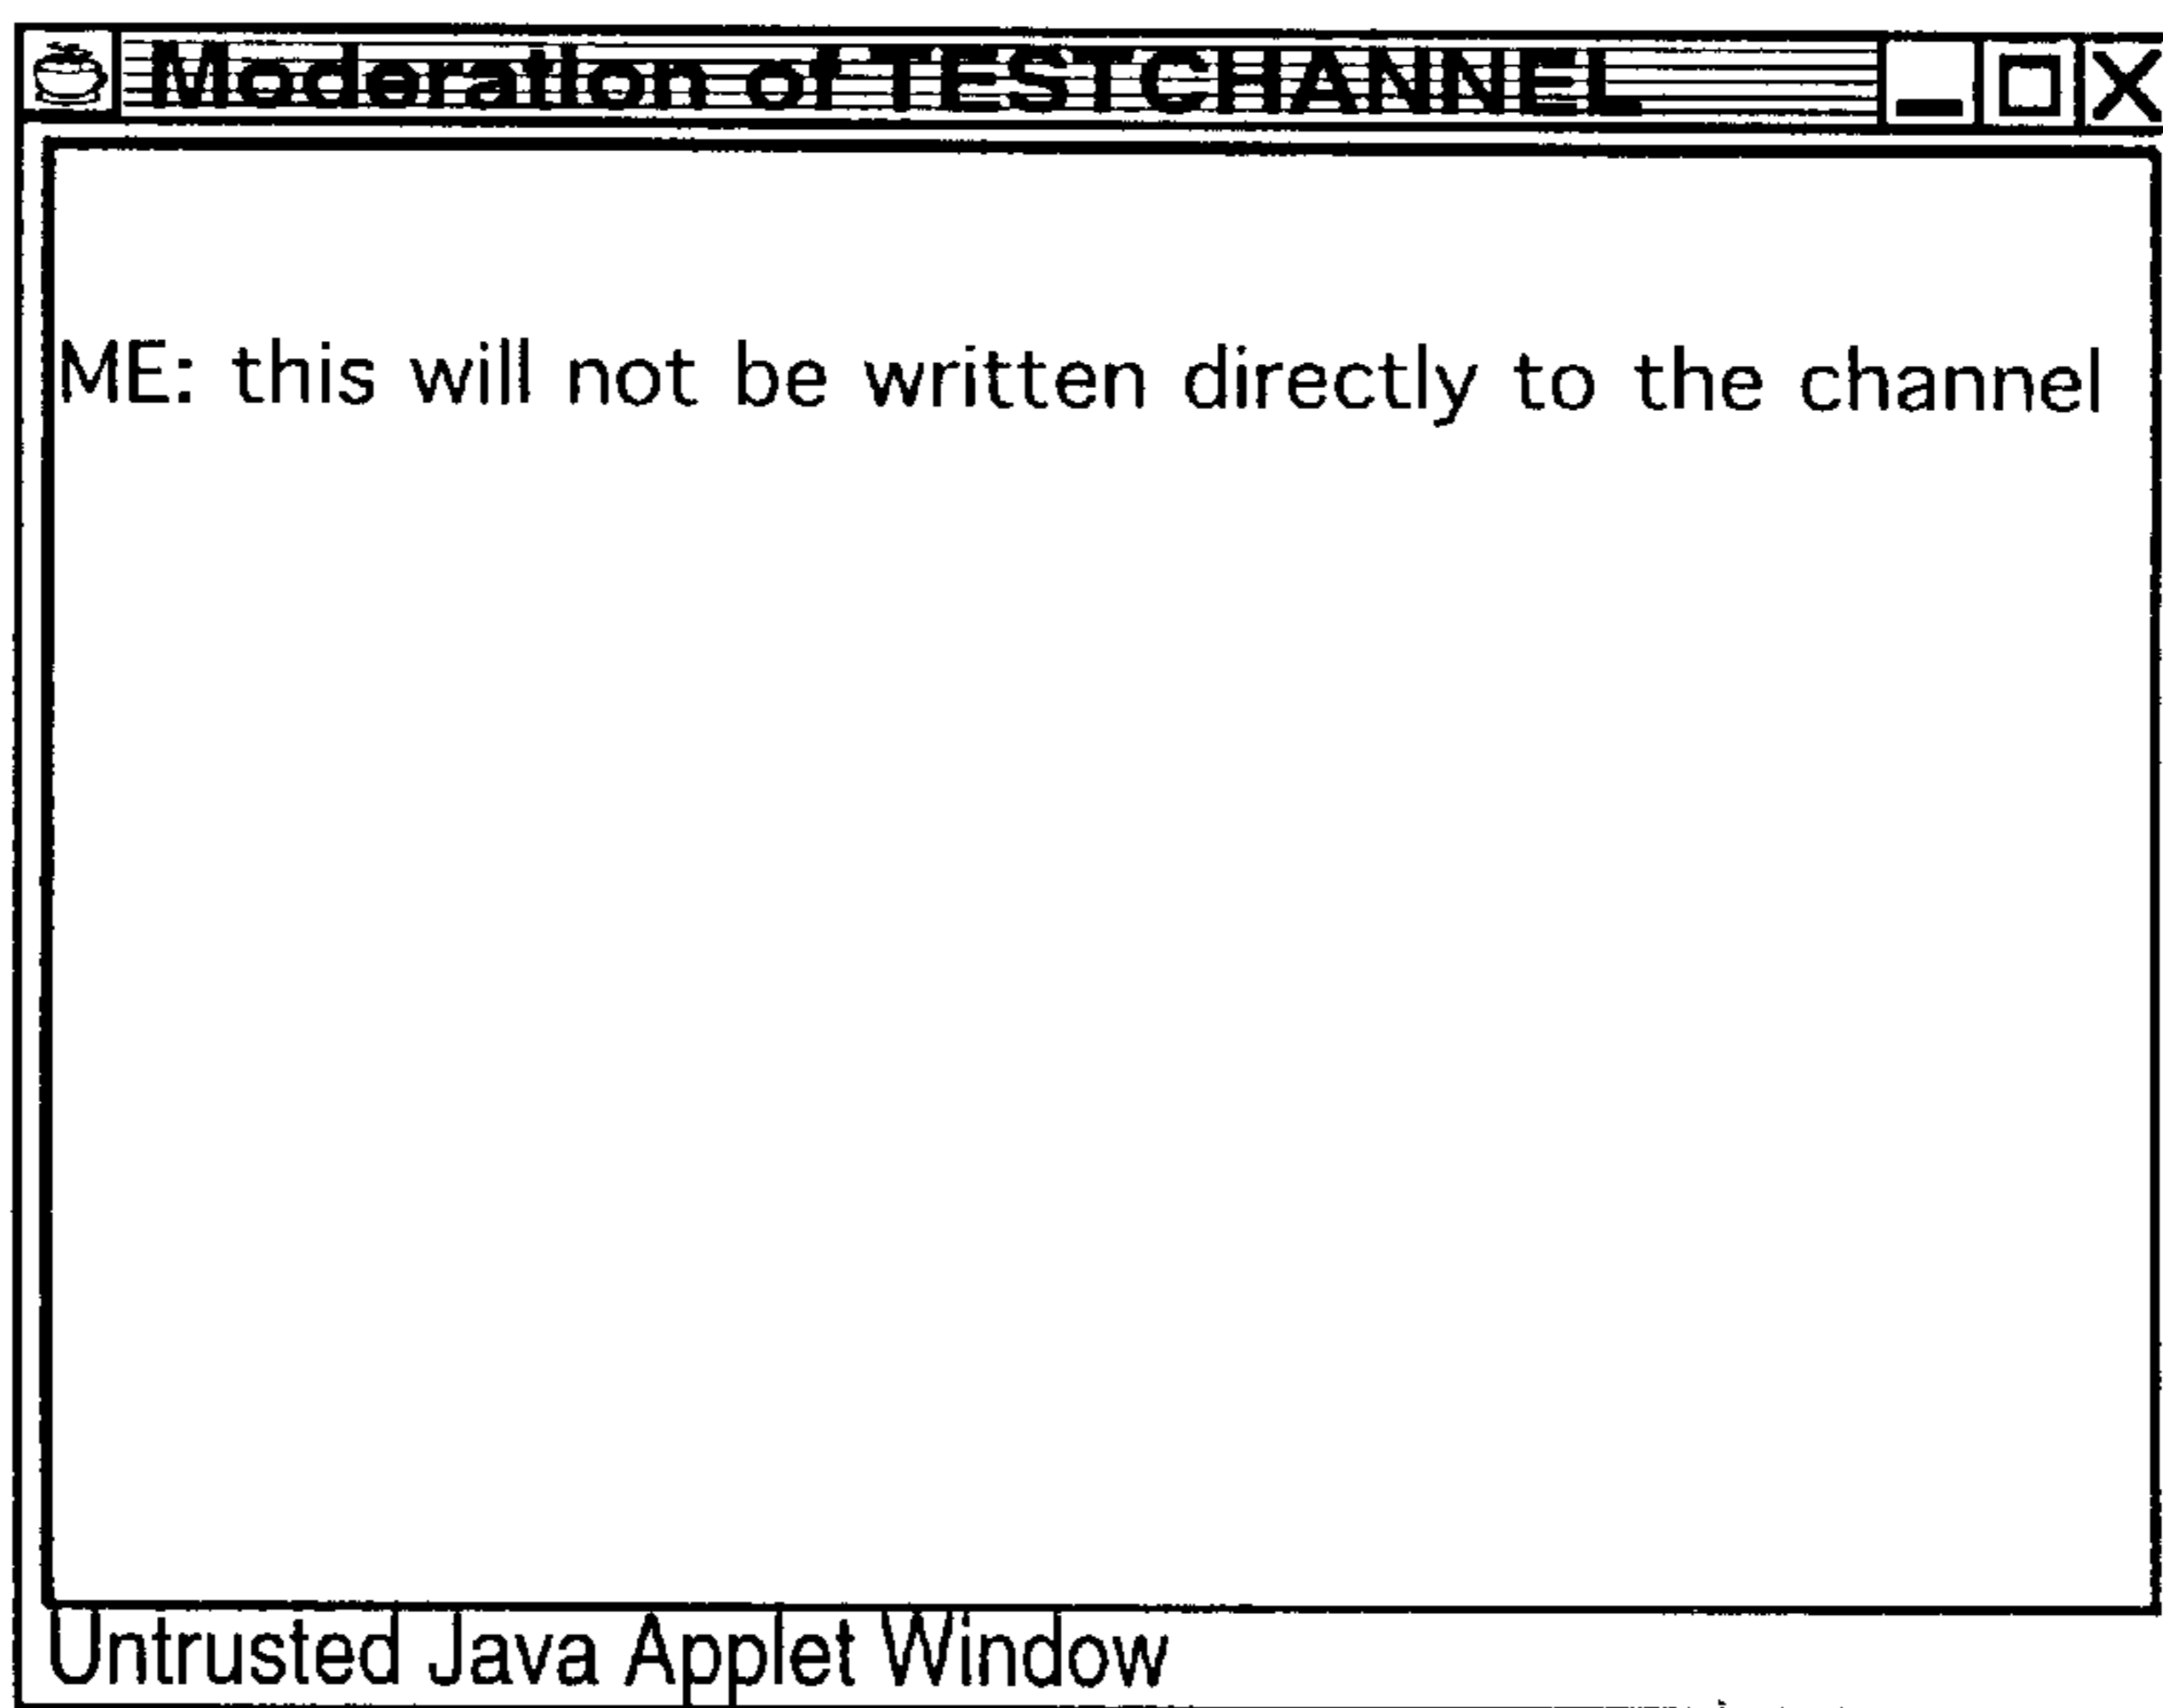 Moderation of TESTCHANNEL
ME: this will not be written directly to the channel
Untrusted Java Applet Window